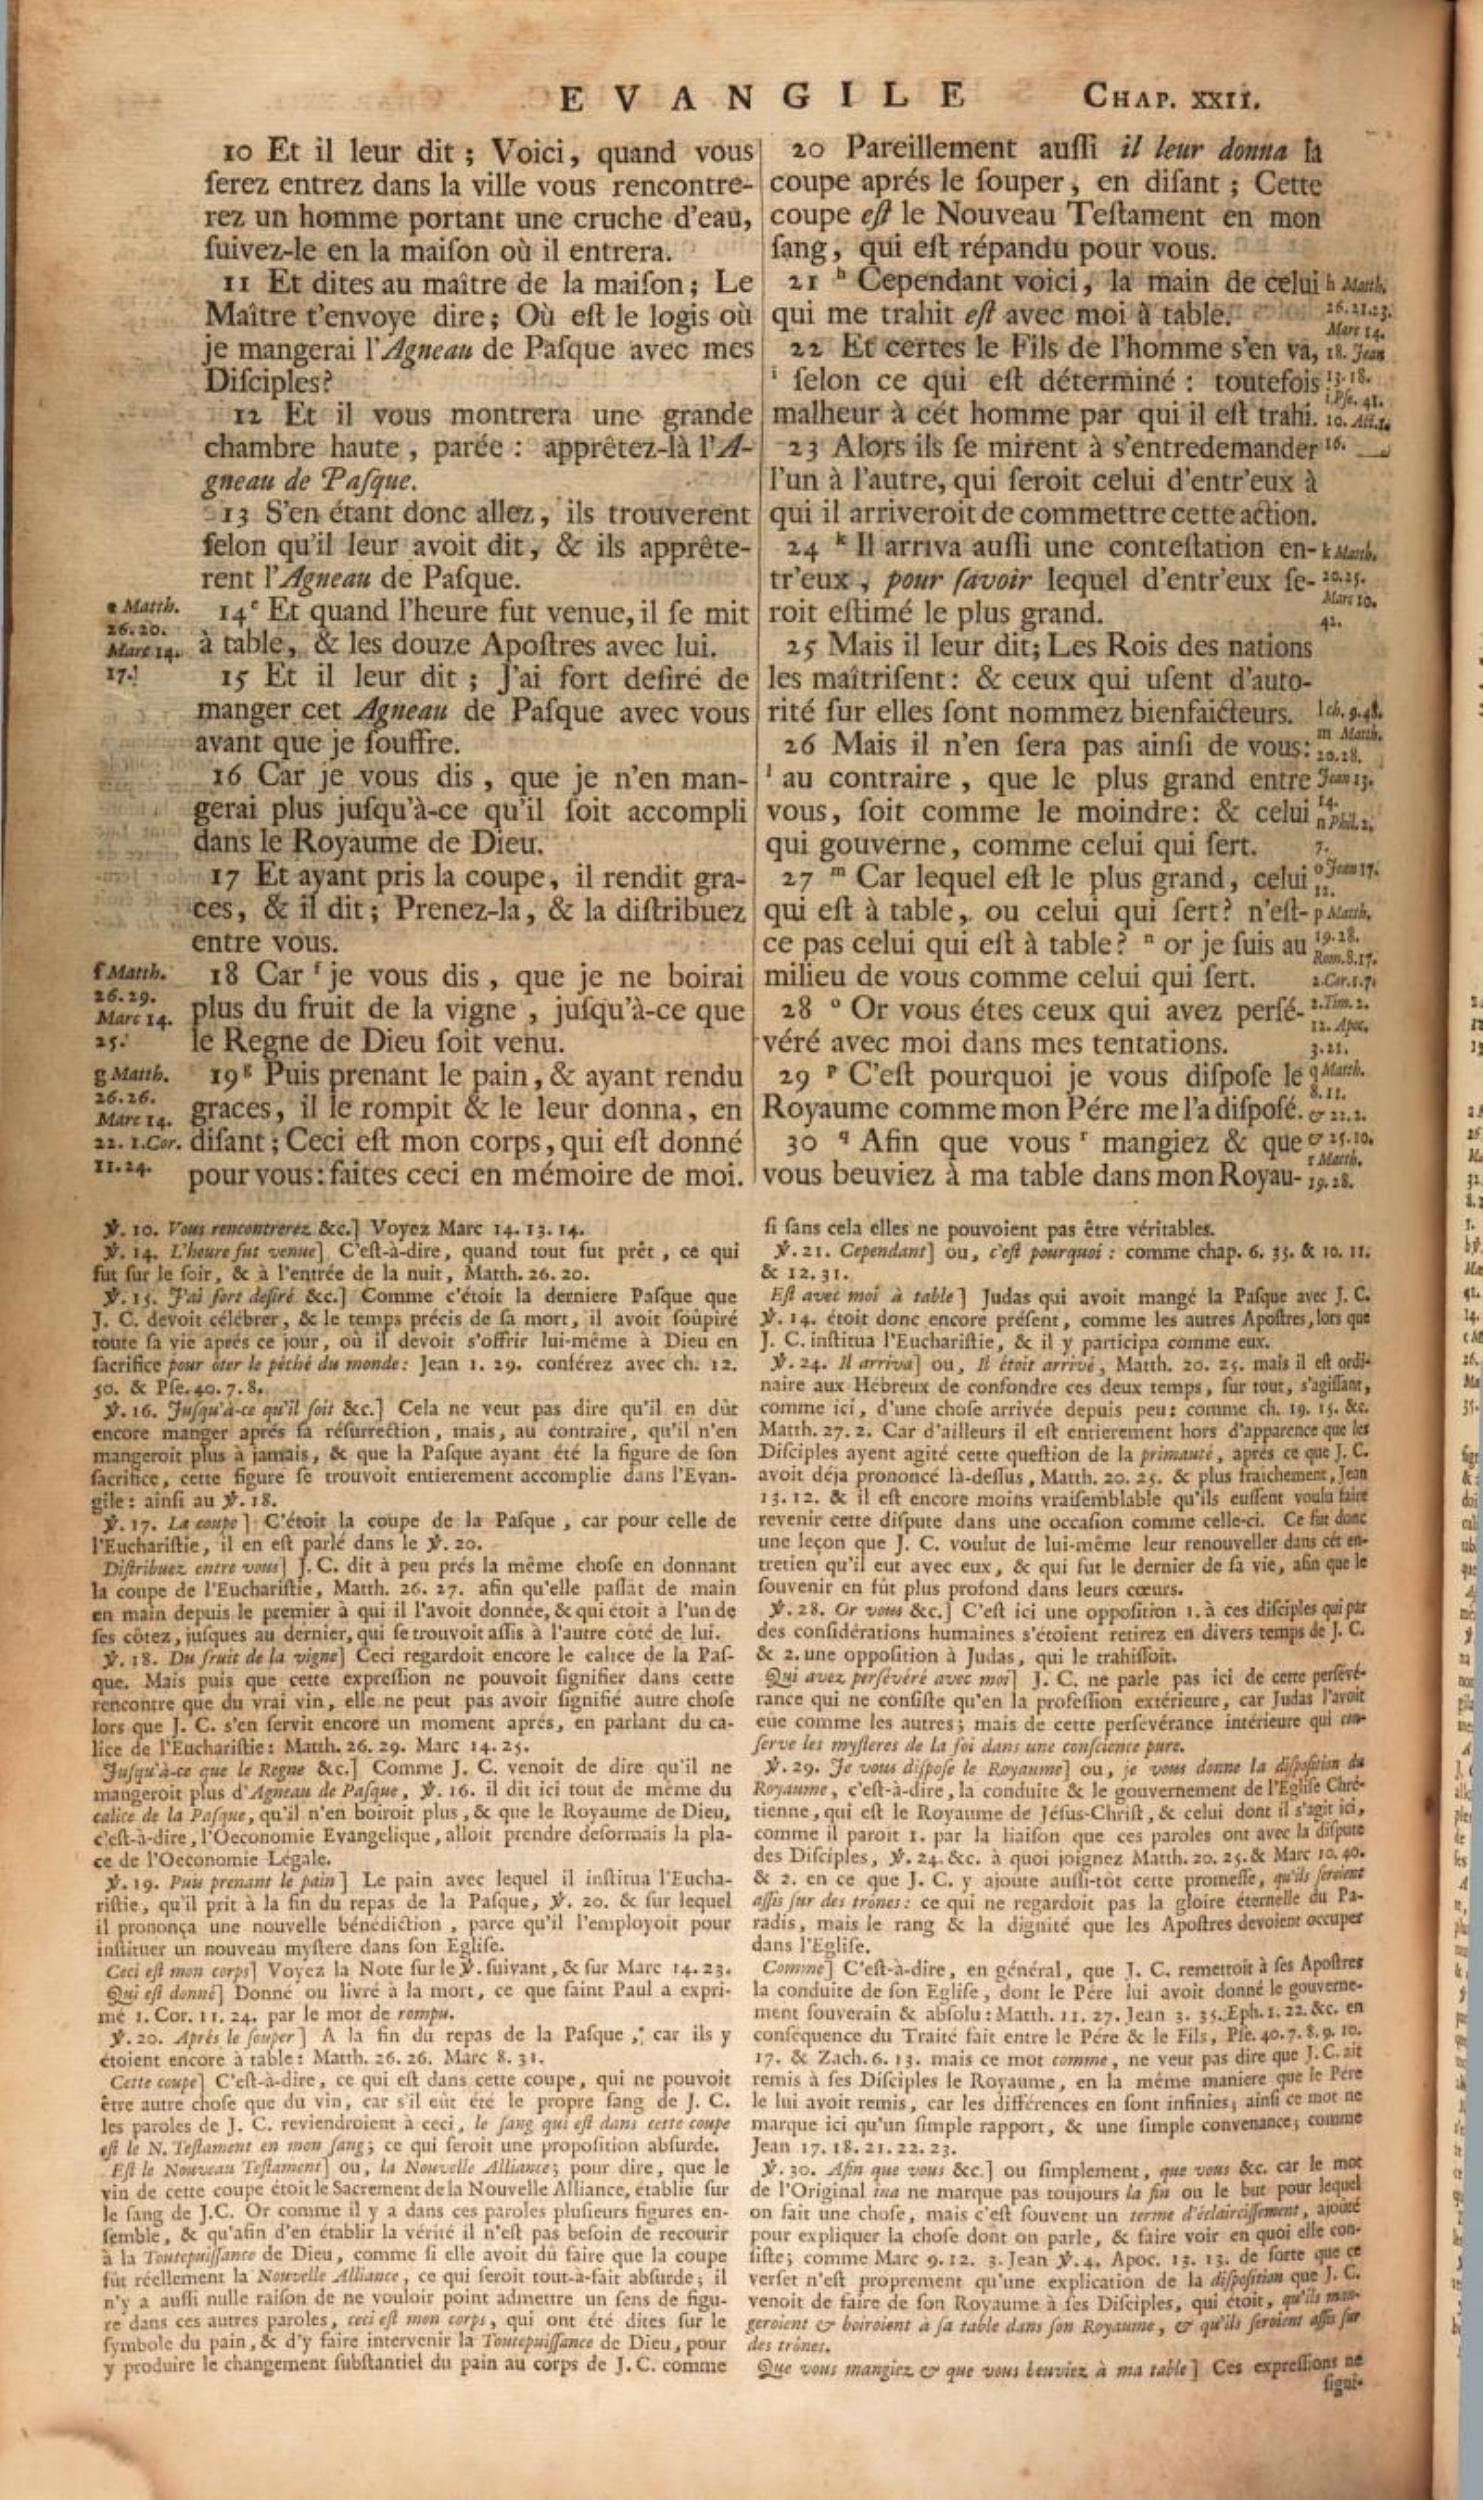 EVANGILE CHAP. XXII.
10 Et il leur dit ; Voici, quand vous
ſerez entrez dans la ville vous rencontre-
rez un homme portant une cruche d'eau,
ſuivez-le en la maiſon où il entrera.
11 Et dites au maître de la maiſon ; Le
Maître t'envoye dire ; Où eſt le logis où
je mangerai l'Agneau de Paſque avec mes
Diſciples?
12 Et il vous montrera une grande
chambre haute, parée : apprêtez-là l'A-
gneau de Paſque.
13 S'en étant donc allez, ils trouverent
ſelon qu'il leur avoit dit, & ils apprête-
rent l'Agneau de Paſque.
14 e Et quand l'heure fut venue, il ſe mit
à table, & les douze Apoſtres avec lui.
15 Et il leur dit ; J'ai fort deſiré de
manger cet Agneau de Paſque avec vous
avant que je ſouffre.
16 Car je vous dis, que je n'en man-
gerai plus juſqu'à-ce qu'il ſoit accompli
dans le Royaume de Dieu.
17 Et ayant pris la coupe, il rendit gra-
ces, & il dit ; Prenez-la, & la diſtribuez
entre vous.
18 Car f je vous dis, que je ne boirai
plus du fruit de la vigne, juſqu'à-ce que
le Regne de Dieu ſoit venu.
19 g Puis prenant le pain, & ayant rendu
graces, il le rompit & le leur donna, en
diſant ; Ceci eſt mon corps, qui eſt donné
pour vous : faites ceci en mémoire de moi.
e Matth.
26.20.
Marc 14.
17.
f Matth.
26.29.
Marc 14.
25.
g Matth.
26.26.
Marc 14.
22. 1.Cor.
11.24.
20 Pareillement auſſi il leur donna la
coupe aprés le ſouper, en diſant ; Cette
coupe eſt le Nouveau Teſtament en mon
ſang, qui eſt répandu pour vous.
21 h Cependant voici, la main de celui
qui me trahit eſt avec moi à table.
22 Et certes le Fils de l'homme s'en va,
i ſelon ce qui eſt déterminé : toutefois
malheur à cét homme par qui il eſt trahi.
23 Alors ils ſe mirent à s'entredemander
l'un à l'autre, qui ſeroit celui d'entr'eux à
qui il arriveroit de commettre cette action.
24 k Il arriva auſſi une conteſtation en-
tr'eux, pour ſavoir lequel d'entr'eux ſe-
roit eſtimé le plus grand.
25 Mais il leur dit; Les Rois des nations
les maîtriſent : & ceux qui uſent d'auto-
rité ſur elles ſont nommez bienfaicteurs.
26 Mais il n'en ſera pas ainſi de vous :
l au contraire, que le plus grand entre
vous, ſoit comme le moindre : & celui
qui gouverne, comme celui qui ſert.
27 m Car lequel eſt le plus grand, celui
qui eſt à table, ou celui qui ſert? n'eſt-
ce pas celui qui eſt à table? n or je ſuis au
milieu de vous comme celui qui ſert.
28 o Or vous étes ceux qui avez perſé-
véré avec moi dans mes tentations.
29 p C'eſt pourquoi je vous diſpoſe le
Royaume comme mon Pére me l'a diſpoſé.
30 q Afin que vous r mangiez & que
vous beuviez à ma table dans mon Royau-
h Matth.
26.21.23.
Marc 14.
18. Jean
13.18.
i Pſe. 41.
10. Act.1.
16.
k Matth.
20.25.
Marc 10.
42.
l ch. 9.48.
m Matth.
20.28.
Jean 13.
14.
n Phil. 2.
7.
o Jean 17.
12.
p Matth.
19.28.
Rom.8.17.
2.Cor.1.7.
2.Tim.2.
12. Apoc.
3.21.
q Matth.
8.11.
& 22.2.
& 25.10.
r Matth.
19.28.
℣. 10. Vous rencontrerez &c.] Voyez Marc 14. 13. 14.
℣. 14. L'heure fut venue] C'eſt-à-dire, quand tout fut prêt, ce qui
fut ſur le ſoir, & à l'entrée de la nuit, Matth. 26. 20.
℣. 15. J'ai fort deſiré &c.] Comme c'étoit la derniere Paſque que
J. C. devoit célébrer, & le temps précis de ſa mort, il avoit ſoûpiré
toute ſa vie aprés ce jour, où il devoit s'offrir lui-même à Dieu en
ſacrifice pour ôter le péché du monde: Jean 1. 29. conférez avec ch. 12.
50. & Pſe. 40. 7. 8.
℣. 16. Juſqu'à-ce qu'il ſoit &c.] Cela ne veut pas dire qu'il en dût
encore manger aprés ſa réſurrection, mais, au contraire, qu'il n'en
mangeroit plus à jamais, & que la Paſque ayant été la figure de ſon
ſacrifice, cette figure ſe trouvoit entierement accomplie dans l'Evan-
gile : ainſi au ℣. 18.
℣. 17. La coupe] C'étoit la coupe de la Paſque, car pour celle de
l'Euchariſtie, il en eſt parlé dans le ℣. 20.
Diſtribuez entre vous] J. C. dit à peu prés la même choſe en donnant
la coupe de l'Euchariſtie, Matth. 26. 27. afin qu'elle paſſât de main
en main depuis le premier à qui il l'avoit donnée, & qui étoit à l'un de
ſes côtez, juſques au dernier, qui ſe trouvoit aſſis à l'autre côté de lui.
℣. 18. Du fruit de la vigne] Ceci regardoit encore le calice de la Paſ-
que. Mais puis que cette expreſſion ne pouvoit ſignifier dans cette
rencontre que du vrai vin, elle ne peut pas avoir ſignifié autre choſe
lors que J. C. s'en ſervit encore un moment aprés, en parlant du ca-
lice de l'Euchariſtie : Matth. 26. 29. Marc 14. 25.
Juſqu'à-ce que le Regne &c.] Comme J. C. venoit de dire qu'il ne
mangeroit plus d'Agneau de Paſque, ℣. 16. il dit ici tout de même du
calice de la Paſque, qu'il n'en boiroit plus, & que le Royaume de Dieu,
c'eſt-à-dire, l'Oeconomie Evangelique, alloit prendre deſormais la pla-
ce de l'Oeconomie Légale.
℣. 19. Puis prenant le pain] Le pain avec lequel il inſtitua l'Eucha-
riſtie, qu'il prit à la fin du repas de la Paſque, ℣. 20. & ſur lequel
il prononça une nouvelle bénédiction, parce qu'il l'employoit pour
inſtituer un nouveau myſtere dans ſon Egliſe.
Ceci eſt mon corps] Voyez la Note ſur le ℣. ſuivant, & ſur Marc 14. 23.
Qui eſt donné] Donné ou livré à la mort, ce que ſaint Paul a expri-
mé 1. Cor. 11. 24. par le mot de rompu.
℣. 20. Aprés le ſouper] A la fin du repas de la Paſque, car ils y
étoient encore à table : Matth. 26. 26. Marc 8. 31.
Cette coupe] C'eſt-à-dire, ce qui eſt dans cette coupe, qui ne pouvoit
être autre choſe que du vin, car s'il eût été le propre ſang de J. C.
les paroles de J. C. reviendroient à ceci, le ſang qui eſt dans cette coupe
eſt le N. Teſtament en mon ſang; ce qui ſeroit une propoſition abſurde.
Eſt le Nouveau Teſtament] ou, la Nouvelle Alliance; pour dire, que le
vin de cette coupe étoit le Sacrement de la Nouvelle Alliance, établie ſur
le ſang de J.C. Or comme il y a dans ces paroles pluſieurs figures en-
ſemble, & qu'afin d'en établir la vérité il n'eſt pas beſoin de recourir
à la Toutepuiſſance de Dieu, comme ſi elle avoit dû faire que la coupe
fût réellement la Nouvelle Alliance, ce qui ſeroit tout-à-fait abſurde; il
n'y a auſſi nulle raiſon de ne vouloir point admettre un ſens de figu-
re dans ces autres paroles, ceci eſt mon corps, qui ont été dites ſur le
ſymbole du pain, & d'y faire intervenir la Toutepuiſſance de Dieu, pour
y produire le changement ſubſtantiel du pain au corps de J.C. comme
ſi ſans cela elles ne pouvoient pas être véritables.
℣. 21. Cependant] ou, c'eſt pourquoi : comme chap. 6. 35. & 10. 11.
& 12. 31.
Eſt avec moi à table] Judas qui avoit mangé la Paſque avec J. C.
℣. 14. étoit donc encore préſent, comme les autres Apoſtres, lors que
J. C. inſtitua l'Euchariſtie, & il y participa comme eux.
℣. 24. Il arriva] ou, Il étoit arrivé, Matth. 20. 25. mais il eſt ordi-
naire aux Hébreux de confondre ces deux temps, ſur tout, s'agiſſant,
comme ici, d'une choſe arrivée depuis peu: comme ch. 19. 15. &c.
Matth. 27. 2. Car d'ailleurs il eſt entierement hors d'apparence que les
Diſciples ayent agité cette queſtion de la primauté, aprés ce que J. C.
avoit déja prononcé là-deſſus, Matth. 20. 25. & plus fraichement, Jean
13. 12. & il eſt encore moins vraiſemblable qu'ils euſſent voulu faire
revenir cette diſpute dans une occaſion comme celle-ci. Ce fut donc
une leçon que J. C. voulut de lui-même leur renouveller dans cét en-
tretien qu'il eut avec eux, & qui fut le dernier de ſa vie, afin que le
ſouvenir en fût plus profond dans leurs cœurs.
℣. 28. Or vous &c.] C'eſt ici une oppoſition 1. à ces diſciples qui par
des conſidérations humaines s'étoient retirez en divers temps de J. C.
& 2. une oppoſition à Judas, qui le trahiſſoit.
Qui avez perſévéré avec moi] J. C. ne parle pas ici de cette perſévé-
rance qui ne conſiſte qu'en la profeſſion extérieure, car Judas l'avoit
eûe comme les autres; mais de cette perſévérance intérieure qui con-
ſerve les myſteres de la foi dans une conſcience pure.
℣. 29. Je vous diſpoſe le Royaume] ou, je vous donne la diſpoſition du
Royaume, c'eſt-à-dire, la conduite & le gouvernement de l'Egliſe Chré-
tienne, qui eſt le Royaume de Jéſus-Chriſt, & celui dont il s'agit ici,
comme il paroit 1. par la liaiſon que ces paroles ont avec la diſpute
des Diſciples, ℣. 24. &c. à quoi joignez Matth. 20. 25. & Marc 10. 40.
& 2. en ce que J. C. y ajoûte auſſi-tôt cette promeſſe, qu'ils ſeroient
aſſis ſur des trônes : ce qui ne regardoit pas la gloire éternelle du Pa-
radis, mais le rang & la dignité que les Apoſtres devoient occuper
dans l'Egliſe.
Comme] C'eſt-à-dire, en général, que J. C. remettoit à ſes Apoſtres
la conduite de ſon Egliſe, dont le Pére lui avoit donné le gouverne-
ment ſouverain & abſolu : Matth. 11. 27. Jean 3. 35. Eph. 1. 22. &c. en
conſéquence du Traité fait entre le Pére & le Fils, Pſe. 40. 7. 8. 9. 10.
17. & Zach. 6. 13. mais ce mot comme, ne veut pas dire que J. C. ait
remis à ſes Diſciples le Royaume, en la même maniere que le Pére
le lui avoit remis, car les différences en ſont infinies; ainſi ce mot ne
marque ici qu'un ſimple rapport, & une ſimple convenance; comme
Jean 17. 18. 21. 22. 23.
℣. 30. Afin que vous &c.] ou ſimplement, que vous &c. car le mot
de l'Original ina ne marque pas toujours la fin ou le but pour lequel
on fait une choſe, mais c'eſt ſouvent un terme d'éclairciſſement, ajoûté
pour expliquer la choſe dont on parle, & faire voir en quoi elle con-
ſiſte; comme Marc 9. 12. 3. Jean ℣. 4. Apoc. 13. 13. de ſorte que ce
verſet n'eſt proprement qu'une explication de la diſpoſition que J. C.
venoit de faire de ſon Royaume à ſes Diſciples, qui étoit, qu'ils man-
geroient & boiroient à ſa table dans ſon Royaume, & qu'ils ſeroient aſſis ſur
des trônes.
Que vous mangiez & que vous beuviez à ma table] Ces expreſſions ne
ſigni-